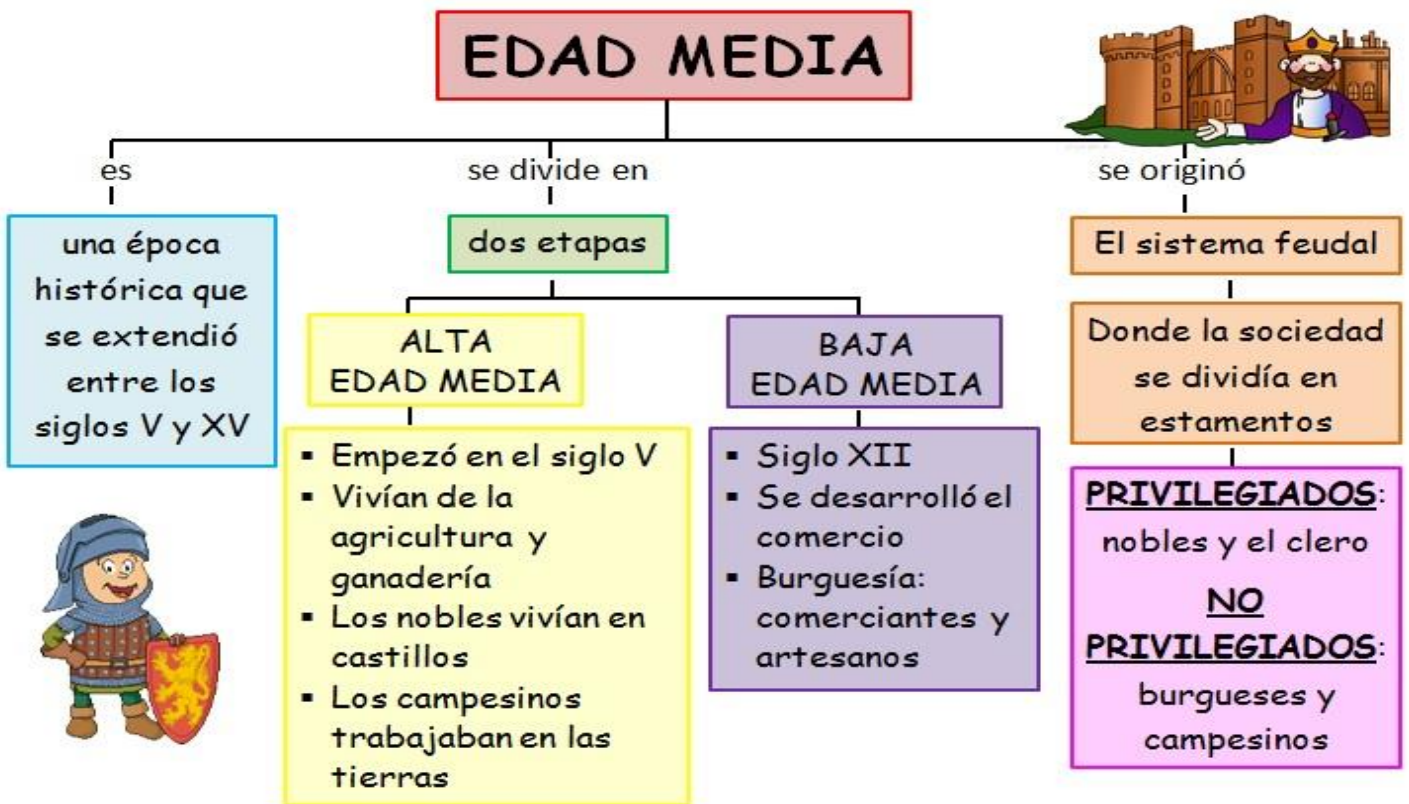 EDAD MEDIA
es
una época
histórica que
se extendió
entre los
siglos V y XV
se divide en
dos etapas
ALTA
EDAD MEDIA
▪ Empezó en el siglo V
▪ Vivían de la
agricultura y
ganadería
▪ Los nobles vivían en
castillos
▪ Los campesinos
trabajaban en las
tierras
BAJA
EDAD MEDIA
▪ Siglo XII
▪ Se desarrolló el
comercio
▪ Burguesía:
comerciantes y
artesanos
se originó
El sistema feudal
Donde la sociedad
se dividía en
estamentos
PRIVILEGIADOS:
nobles y el clero
NO
PRIVILEGIADOS:
burgueses y
campesinos